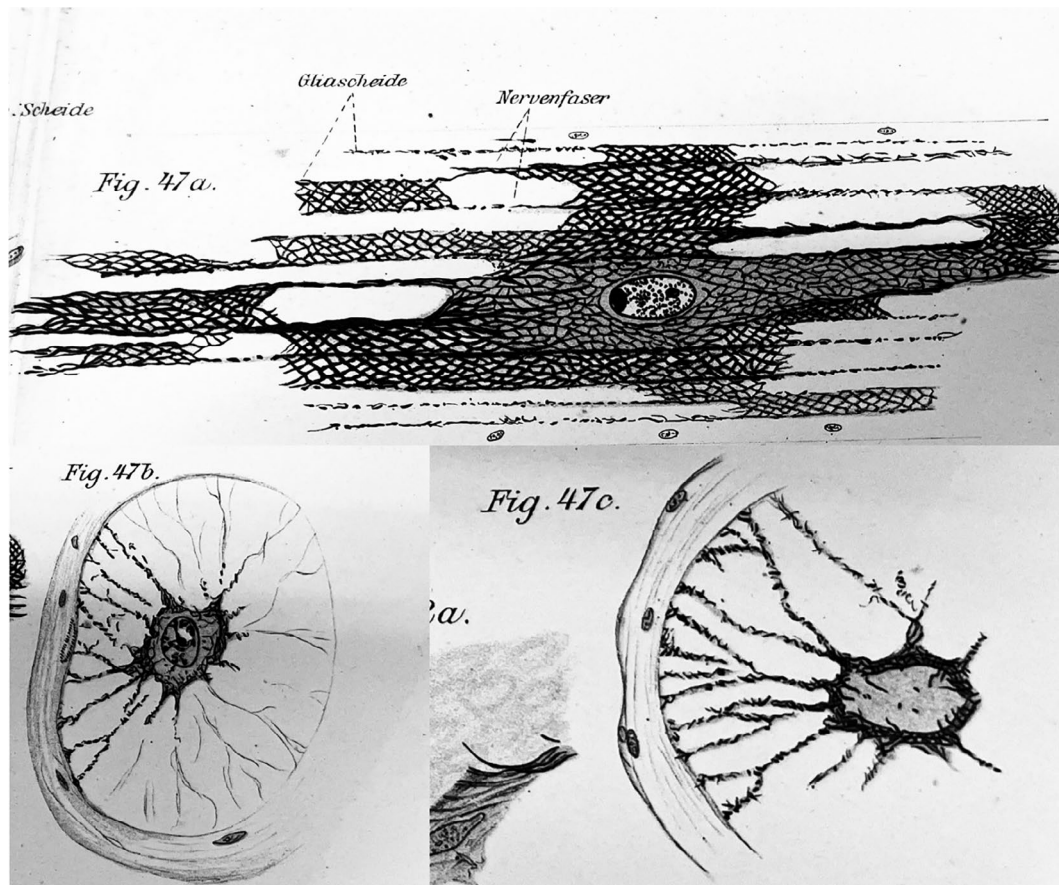 Gliascheide
Nervenfaser
. Scheide
Fig. 47a.
Fig. 47b.
Fig. 47c.
a.